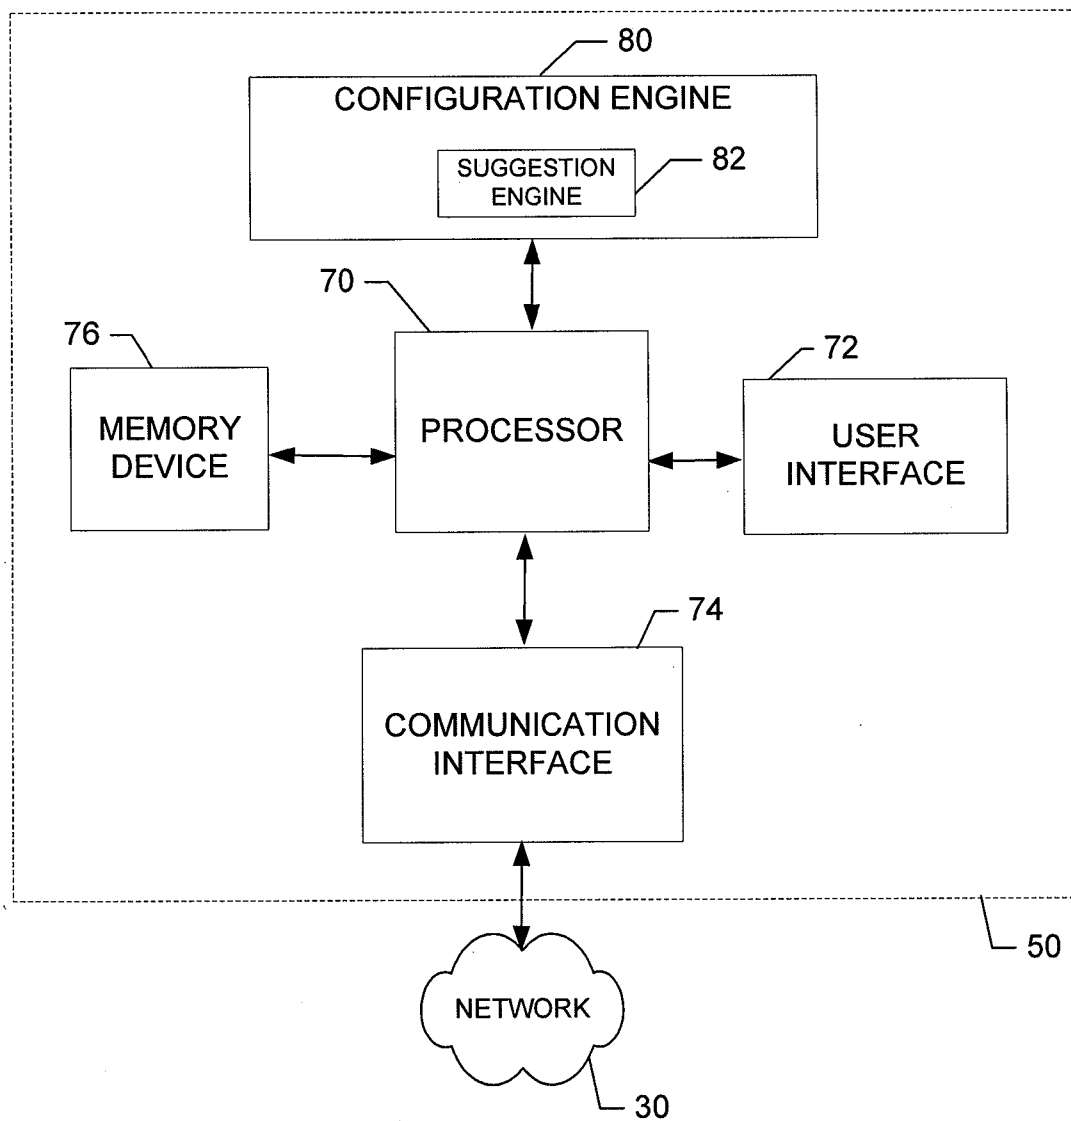 80
CONFIGURATION ENGINE
SUGGESTION
ENGINE
82
70
76
72
MEMORY
DEVICE
PROCESSOR
USER
INTERFACE
74
COMMUNICATION
INTERFACE
50
NETWORK
30